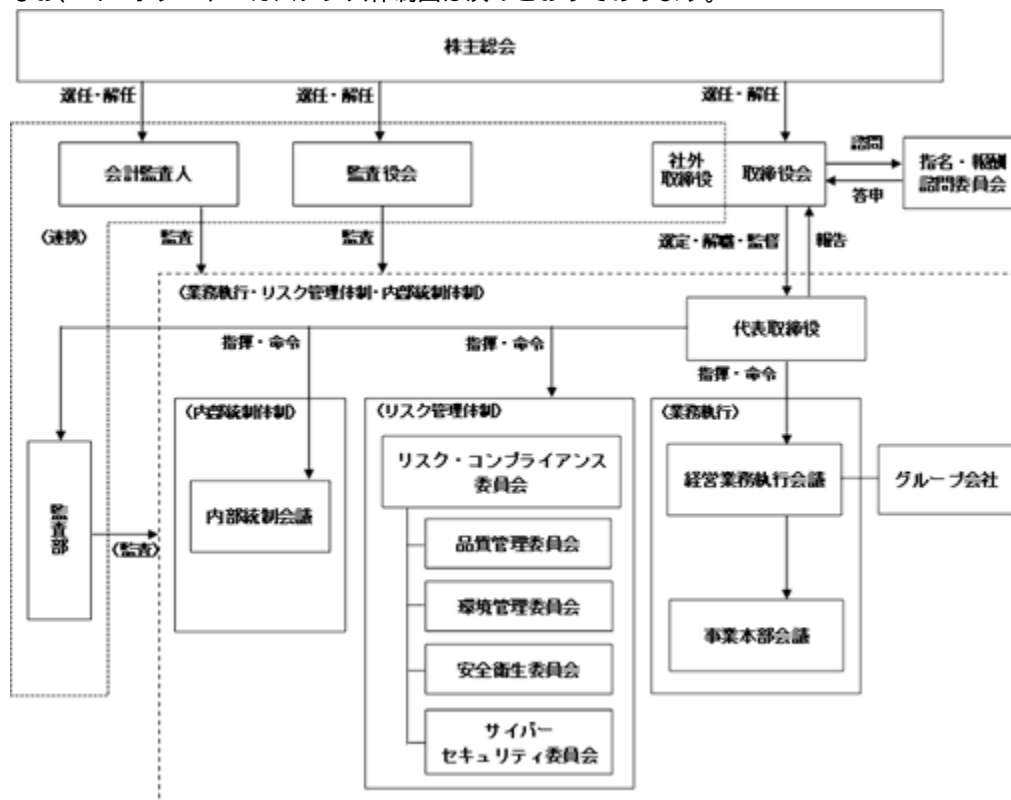 株主総会
選任・解任
選任・解任
選任・解任
会計監査人
監査役会
社外
取締役
取締役会
諮問
答申
指名・報酬
諮問委員会
〈連携〉
監査
監査
選定・解職・監督
報告
〈業務執行・リスク管理体制・内部統制体制〉
代表取締役
指揮・命令
指揮・命令
指揮・命令
〈内部統制体制〉
〈リスク管理体制〉
〈業務執行〉
監査部
〈監査〉
内部統制会議
リスク・コンプライアンス
委員会
品質管理委員会
環境管理委員会
安全衛生委員会
サイバー
セキュリティ委員会
経営業務執行会議
グループ会社
事業本部会議